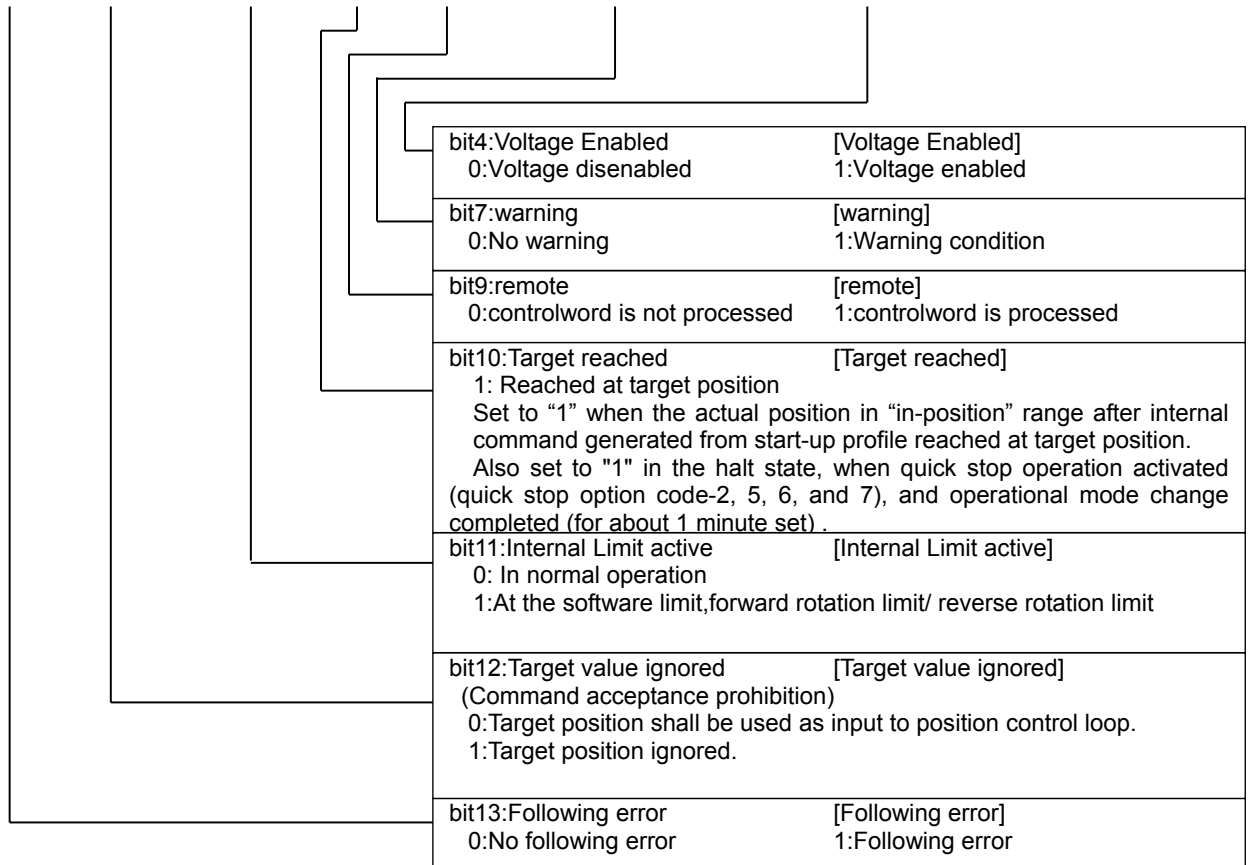 bit4:Voltage Enabled [Voltage Enabled]
0:Voltage disenabled 1:Voltage enabled
bit7:warning [warning]
0:No warning 1:Warning condition
bit9:remote [remote]
0:controlword is not processed 1:controlword is processed
bit10:Target reached [Target reached]
1: Reached at target position
Set to “1” when the actual position in “in-position” range after internal
command generated from start-up profile reached at target position.
Also set to "1" in the halt state, when quick stop operation activated
(quick stop option code-2, 5, 6, and 7), and operational mode change
completed (for about 1 minute set) .
bit11:Internal Limit active [Internal Limit active]
0: In normal operation
1:At the software limit,forward rotation limit/ reverse rotation limit
bit12:Target value ignored [Target value ignored]
(Command acceptance prohibition)
0:Target position shall be used as input to position control loop.
1:Target position ignored.
bit13:Following error [Following error]
0:No following error 1:Following error